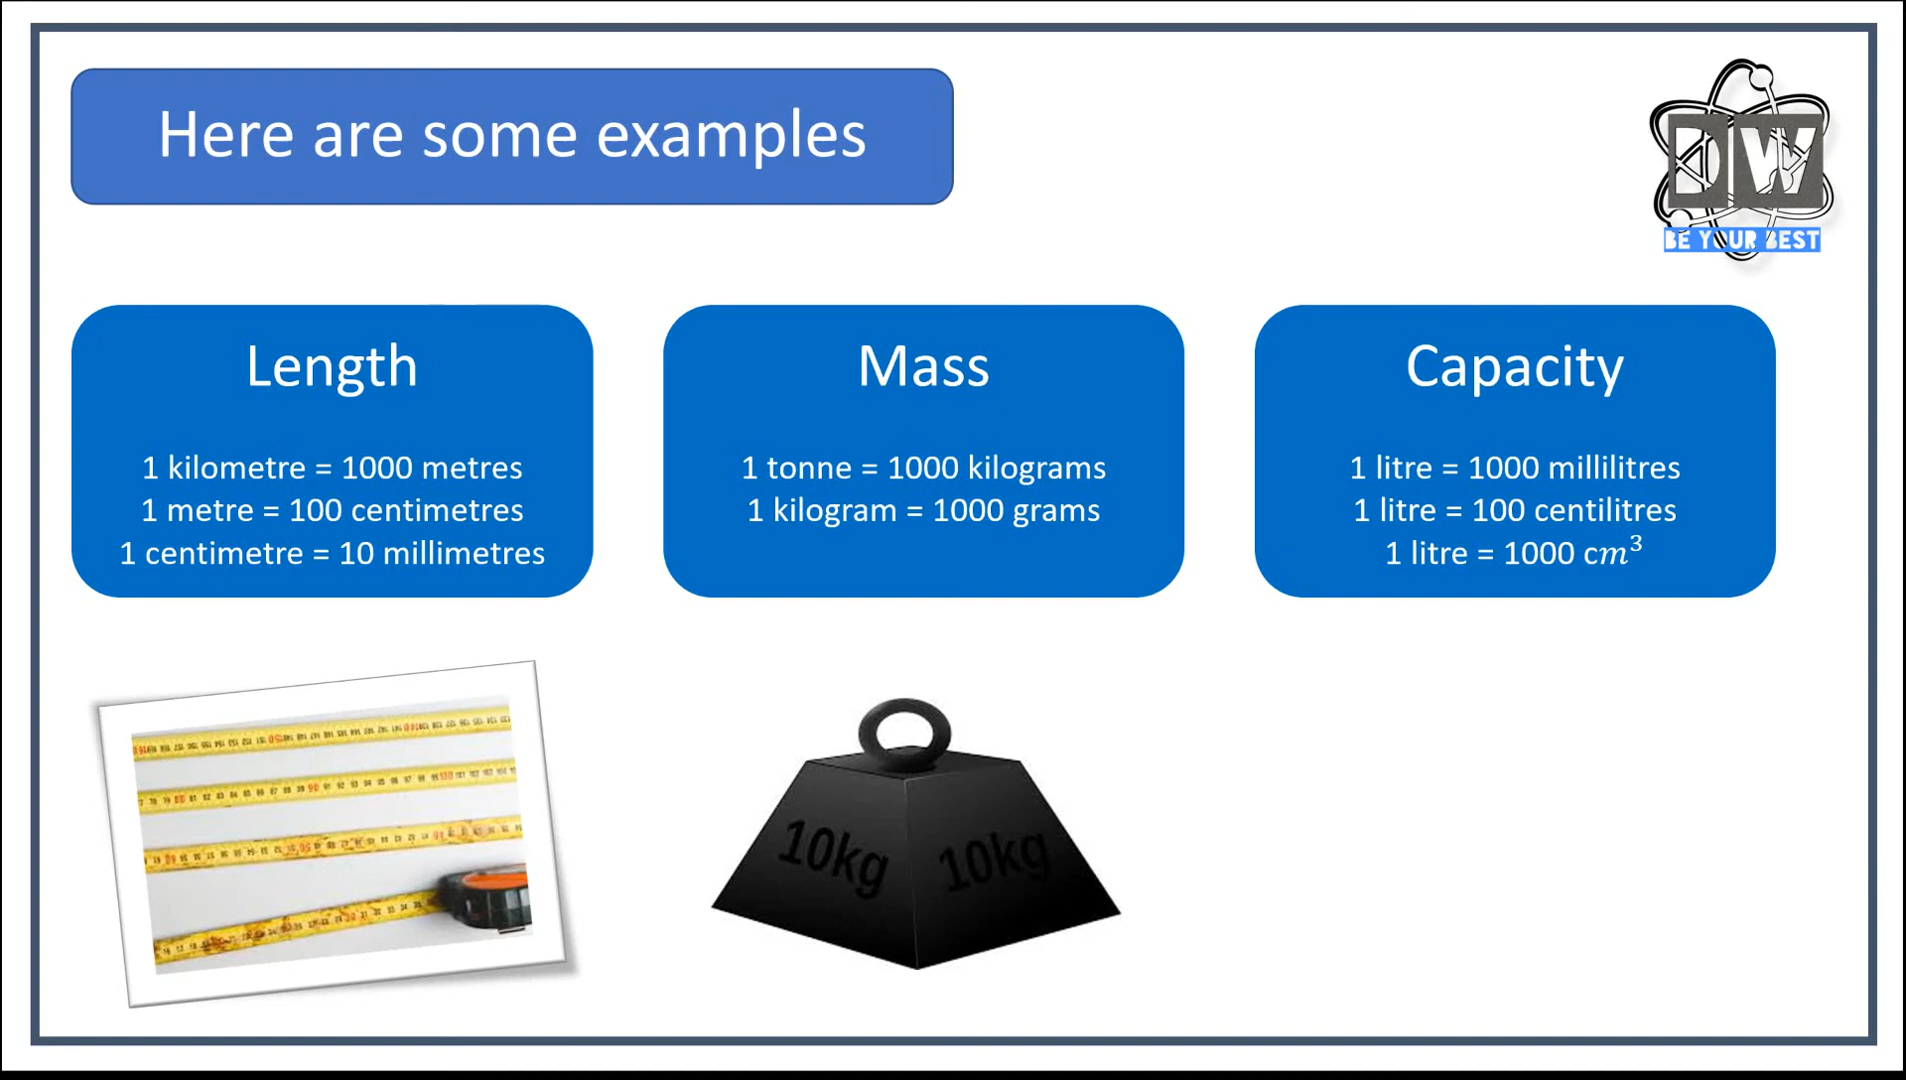 Here are some examples
DW
BE YOUR BEST
Length
1 kilometre = 1000 metres
1 metre = 100 centimetres
1 centimetre = 10 millimetres
Mass
1 tonne = 1000 kilograms
1 kilogram = 1000 grams
Capacity
1 litre = 1000 millilitres
1 litre = 100 centilitres
1 litre = 1000 cm³
10kg
10kg